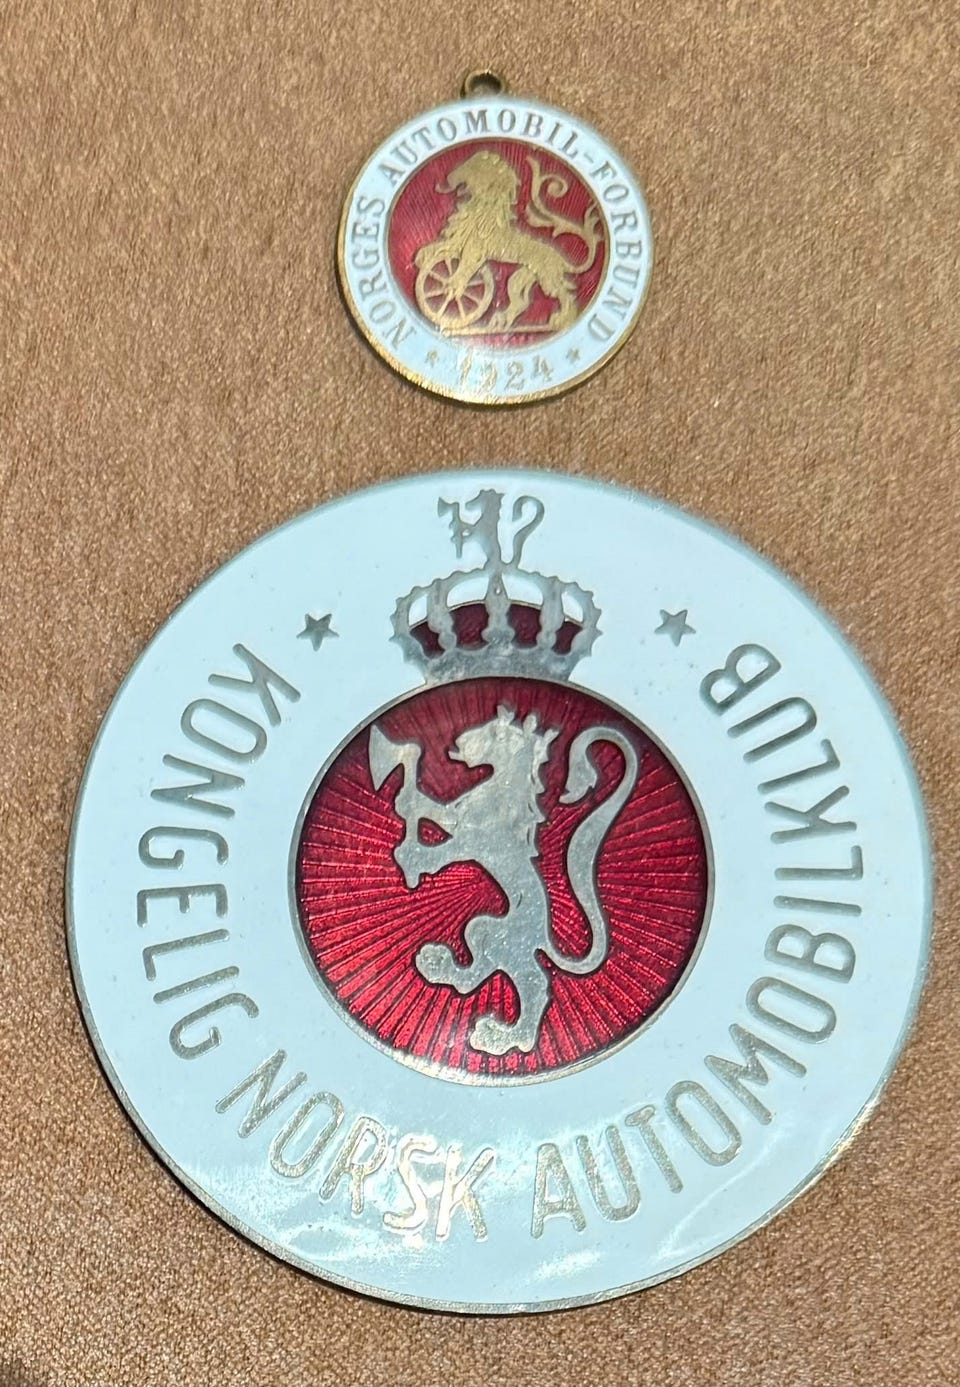 NORGES AUTOMOBIL-FORBUND
1924
KONGELIG NORSK AUTOMOBILKLUB